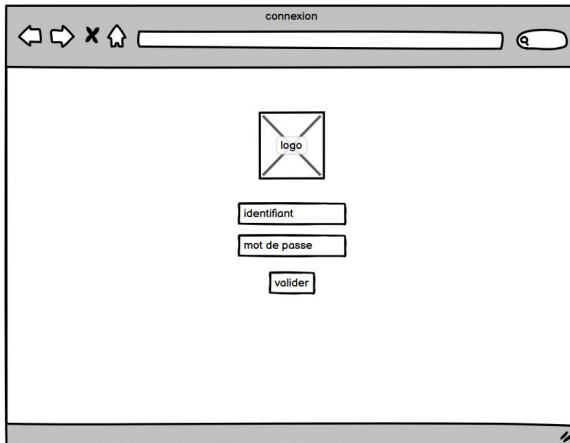 connexion
logo
identifiant
mot de passe
valider